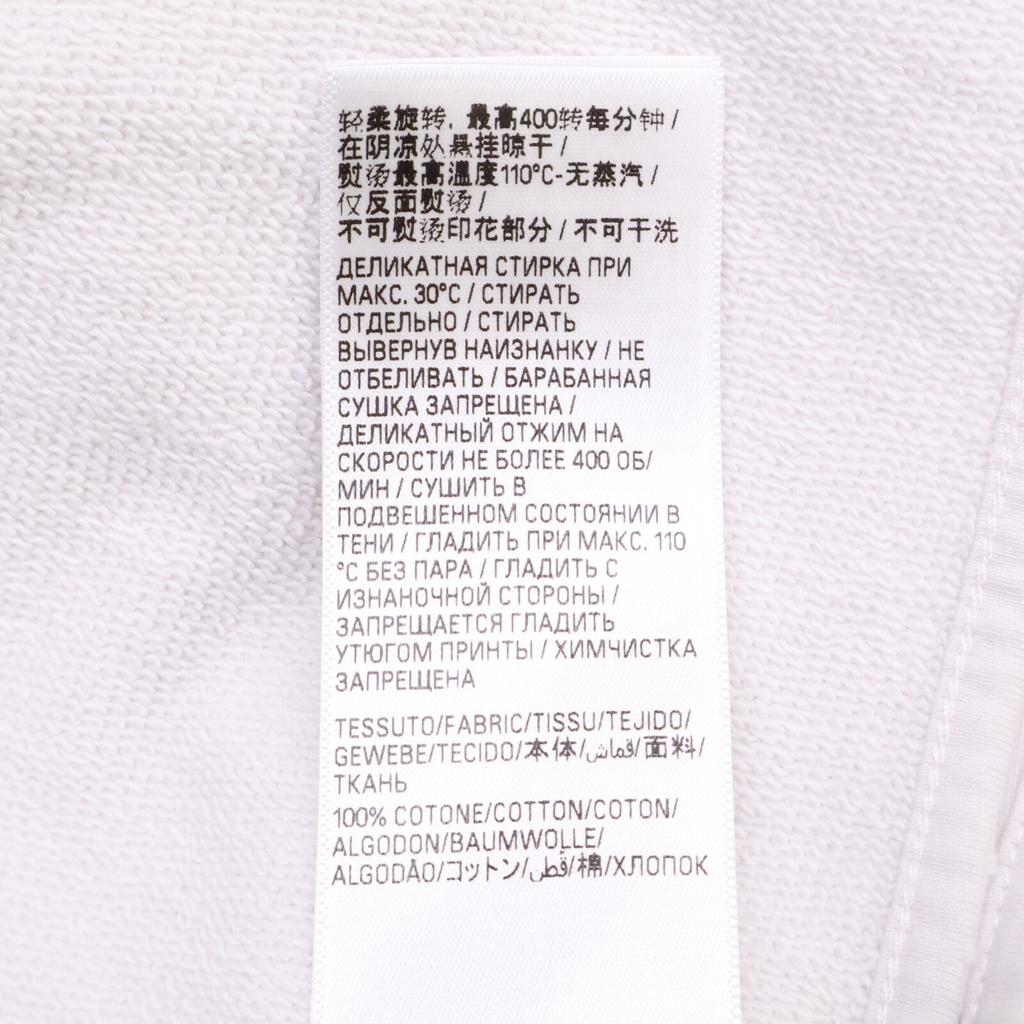 轻柔旋转, 最高400转每分钟 /
在阴凉处悬挂晾干 /
熨烫最高温度110°C-无蒸汽 /
仅反面熨烫 /
不可熨烫印花部分 / 不可干洗
ДЕЛИКАТНАЯ СТИРКА ПРИ
МАКС. 30°C / СТИРАТЬ
ОТДЕЛЬНО / СТИРАТЬ
ВЫВЕРНУВ НАИЗНАНКУ / НЕ
ОТБЕЛИВАТЬ / БАРАБАННАЯ
СУШКА ЗАПРЕЩЕНА /
ДЕЛИКАТНЫЙ ОТЖИМ НА
СКОРОСТИ НЕ БОЛЕЕ 400 ОБ/
МИН / СУШИТЬ В
ПОДВЕШЕННОМ СОСТОЯНИИ В
ТЕНИ / ГЛАДИТЬ ПРИ МАКС. 110
°C БЕЗ ПАРА / ГЛАДИТЬ С
ИЗНАНОЧНОЙ СТОРОНЫ /
ЗАПРЕЩАЕТСЯ ГЛАДИТЬ
УТЮГОМ ПРИНТЫ / ХИМЧИСТКА
ЗАПРЕЩЕНА
TESSUTO/FABRIC/TISSU/TEJIDO/
GEWEBE/TECIDO/本体/قماش/面料/
ТКАНЬ
100% COTONE/COTTON/COTON/
ALGODON/BAUMWOLLE/
ALGODÃO/コットン/قطن/棉/ХЛОПОК